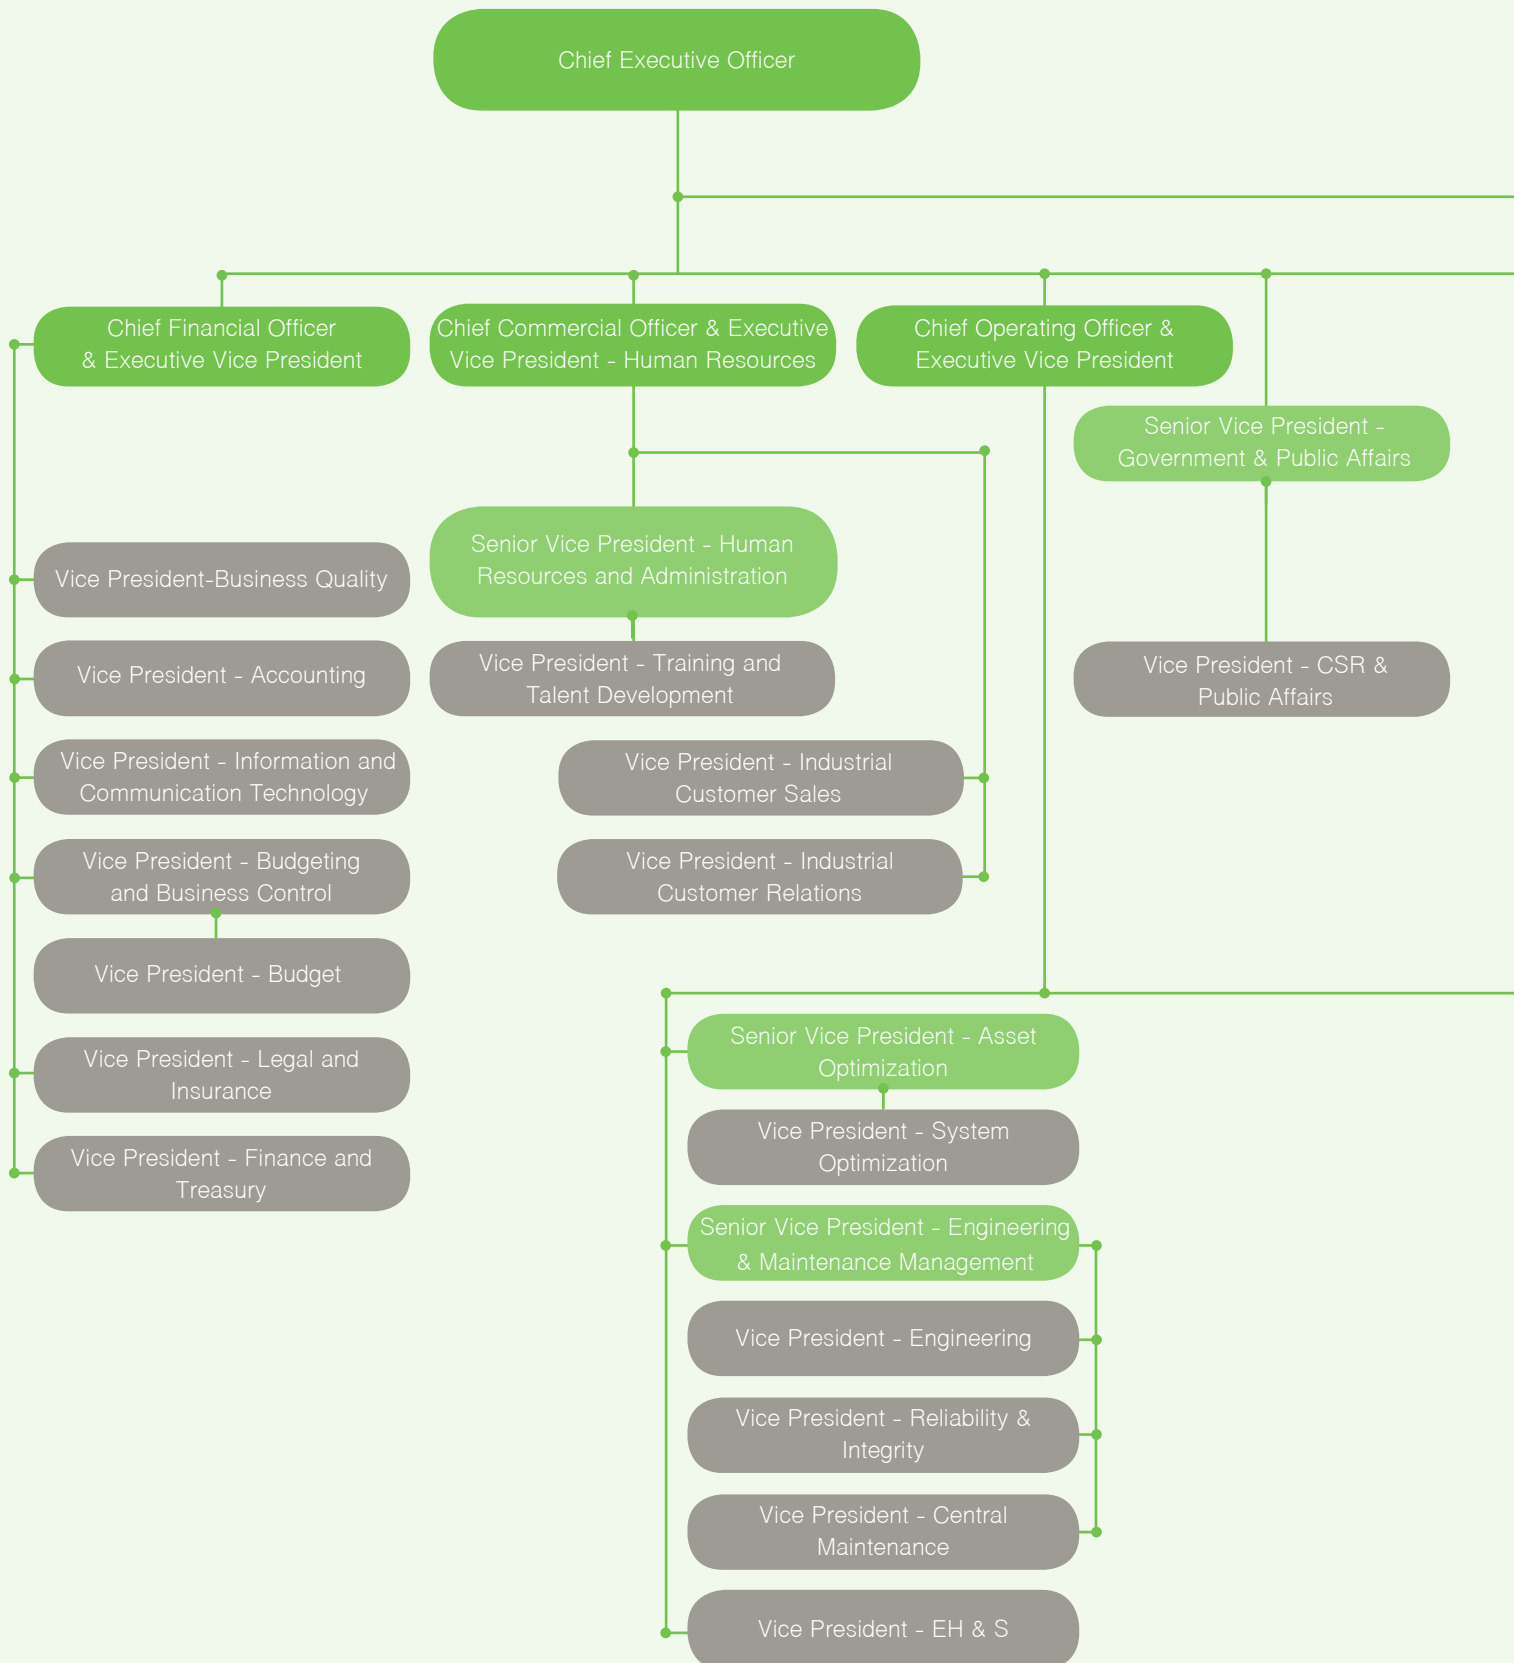 Chief Executive Officer
Chief Financial Officer
& Executive Vice President
Chief Commercial Officer & Executive
Vice President - Human Resources
Chief Operating Officer &
Executive Vice President
Senior Vice President -
Government & Public Affairs
Vice President-Business Quality
Senior Vice President - Human
Resources and Administration
Vice President - Accounting
Vice President - Training and
Talent Development
Vice President - CSR &
Public Affairs
Vice President - Information and
Communication Technology
Vice President - Industrial
Customer Sales
Vice President - Budgeting
and Business Control
Vice President - Industrial
Customer Relations
Vice President - Budget
Vice President - Legal and
Insurance
Vice President - Finance and
Treasury
Senior Vice President - Asset
Optimization
Vice President - System
Optimization
Senior Vice President - Engineering
& Maintenance Management
Vice President - Engineering
Vice President - Reliability &
Integrity
Vice President - Central
Maintenance
Vice President - EH & S